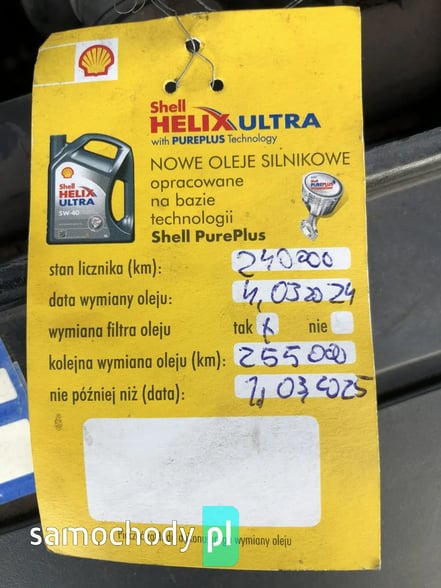 Shell
HELIX ULTRA
with PUREPLUS Technology
NOWE OLEJE SILNIKOWE
opracowane
na bazie
technologii
Shell PurePlus
Shell
HELIX
ULTRA
5W-40
stan licznika (km): 240000
data wymiany oleju: 4,03 2024
wymiana filtra oleju tak x nie
kolejna wymiana oleju (km): 255000
nie później niż (data): 1,03,2025
wymiany oleju
samochody pl